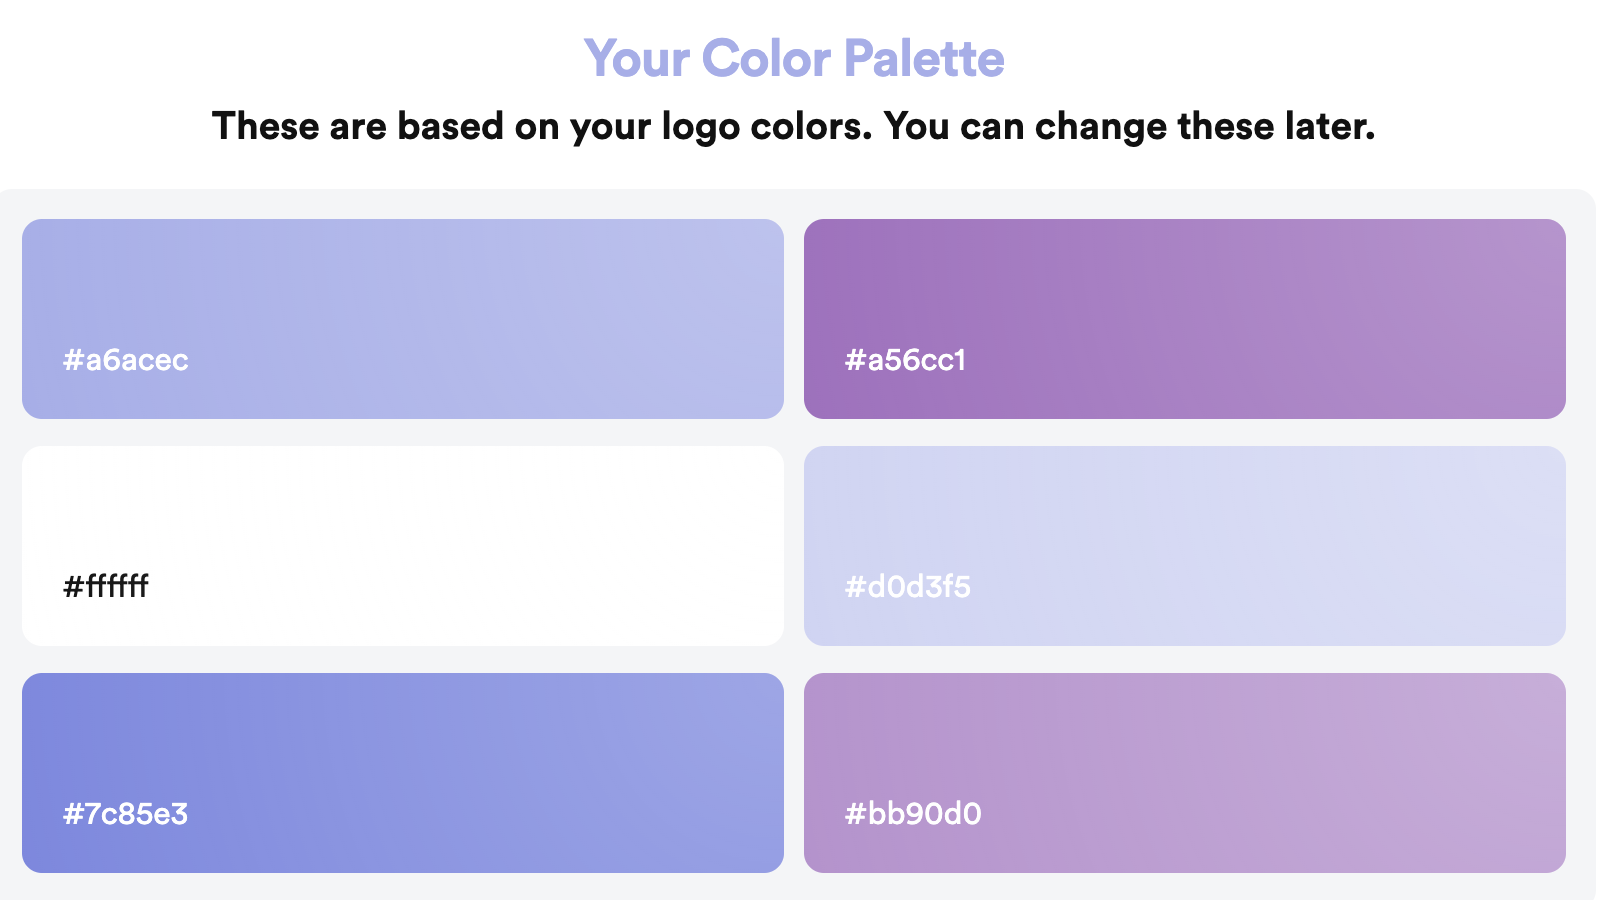 Your Color Palette
These are based on your logo colors. You can change these later.
#a6acec
#a56cc1
#ffffff
#d0d3f5
#7c85e3
#bb90d0